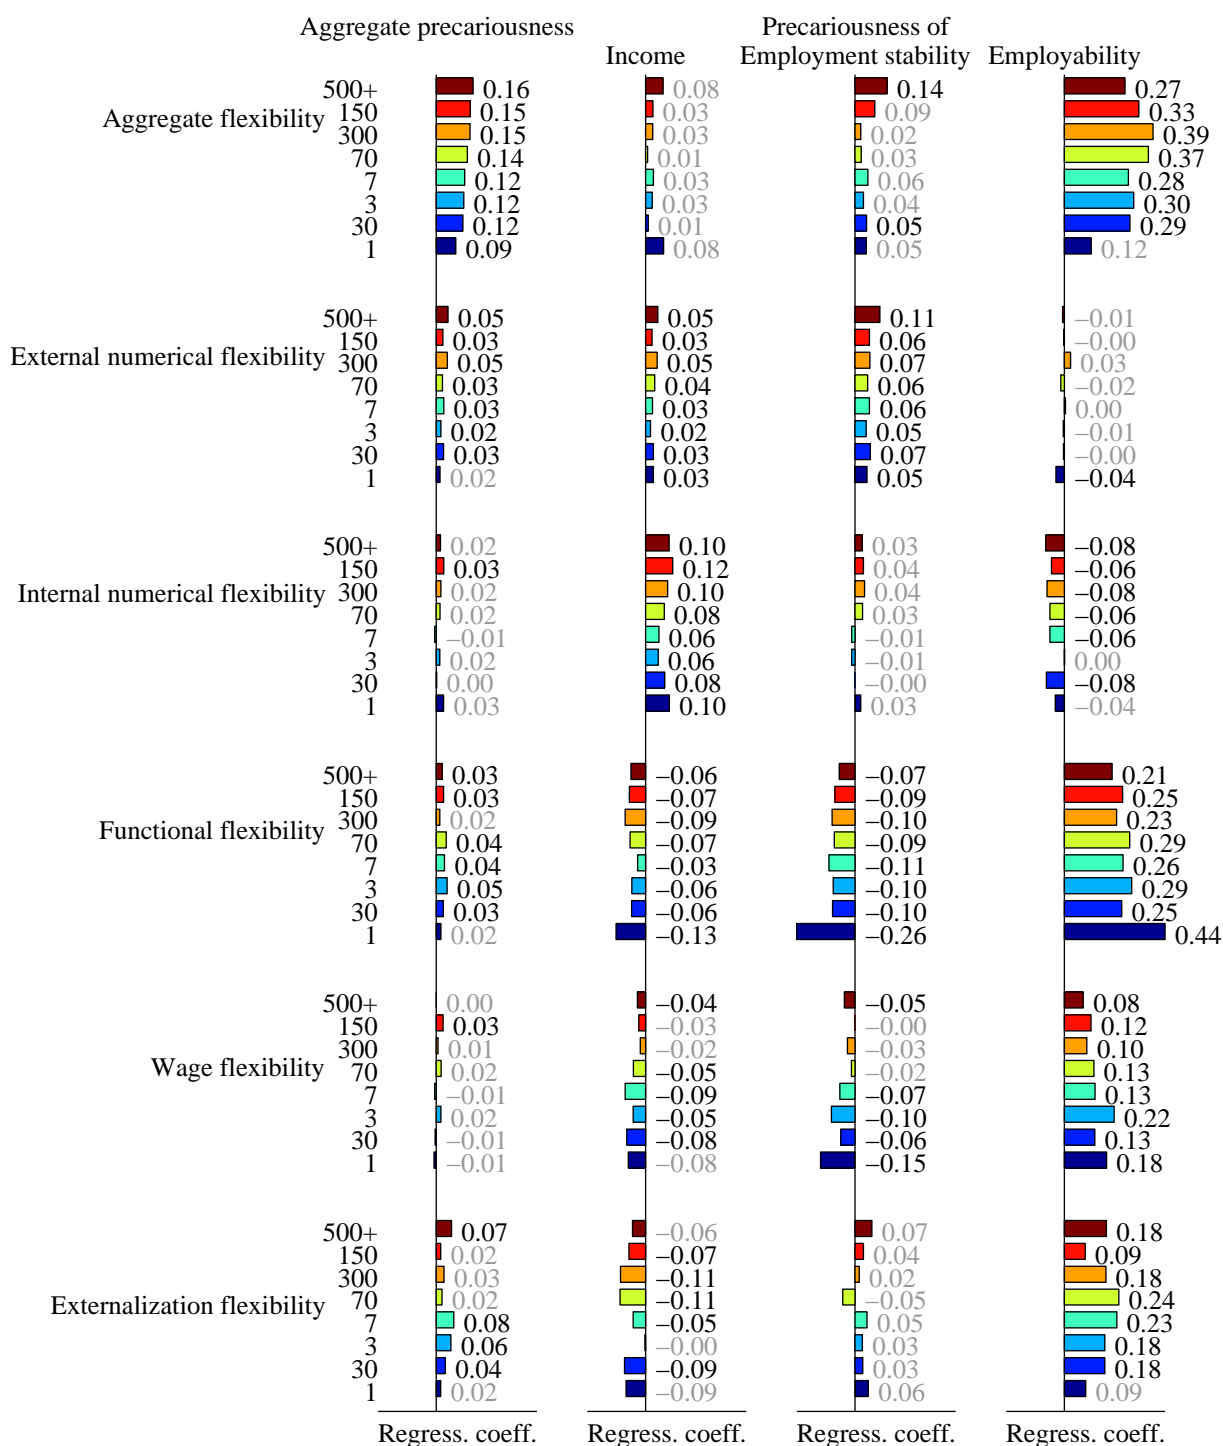 Aggregate precariousness Precariousness of
Income Employment stability Employability
500+ 0.16 0.08 0.14 0.27
150 0.15 0.03 0.09 0.33
Aggregate flexibility 300 0.15 0.03 0.02 0.39
70 0.14 0.01 0.03 0.37
7 0.12 0.03 0.06 0.28
3 0.12 0.03 0.04 0.30
30 0.12 0.01 0.05 0.29
1 0.09 0.08 0.05 0.12
500+ 0.05 0.05 0.11 –0.01
150 0.03 0.03 0.06 –0.00
External numerical flexibility 300 0.05 0.05 0.07 0.03
70 0.03 0.04 0.06 –0.02
7 0.03 0.03 0.06 0.00
3 0.02 0.02 0.05 –0.01
30 0.03 0.03 0.07 –0.00
1 0.02 0.03 0.05 –0.04
500+ 0.02 0.10 0.03 –0.08
150 0.03 0.12 0.04 –0.06
Internal numerical flexibility 300 0.02 0.10 0.04 –0.08
70 0.02 0.08 0.03 –0.06
7 –0.01 0.06 –0.01 –0.06
3 0.02 0.06 –0.01 0.00
30 0.00 0.08 –0.00 –0.08
1 0.03 0.10 0.03 –0.04
500+ 0.03 –0.06 –0.07 0.21
150 0.03 –0.07 –0.09 0.25
Functional flexibility 300 0.02 –0.09 –0.10 0.23
70 0.04 –0.07 –0.09 0.29
7 0.04 –0.03 –0.11 0.26
3 0.05 –0.06 –0.10 0.29
30 0.03 –0.06 –0.10 0.25
1 0.02 –0.13 –0.26 0.44
500+ 0.00 –0.04 –0.05 0.08
150 0.03 –0.03 –0.00 0.12
Wage flexibility 300 0.01 –0.02 –0.03 0.10
70 0.02 –0.05 –0.02 0.13
7 –0.01 –0.09 –0.07 0.13
3 0.02 –0.05 –0.10 0.22
30 –0.01 –0.08 –0.06 0.13
1 –0.01 –0.08 –0.15 0.18
500+ 0.07 –0.06 0.07 0.18
150 0.02 –0.07 0.04 0.09
Externalization flexibility 300 0.03 –0.11 0.02 0.18
70 0.02 –0.11 –0.05 0.24
7 0.08 –0.05 0.05 0.23
3 0.06 –0.00 0.03 0.18
30 0.04 –0.09 0.03 0.18
1 0.02 –0.09 0.06 0.09
Regress. coeff. Regress. coeff. Regress. coeff. Regress. coeff.